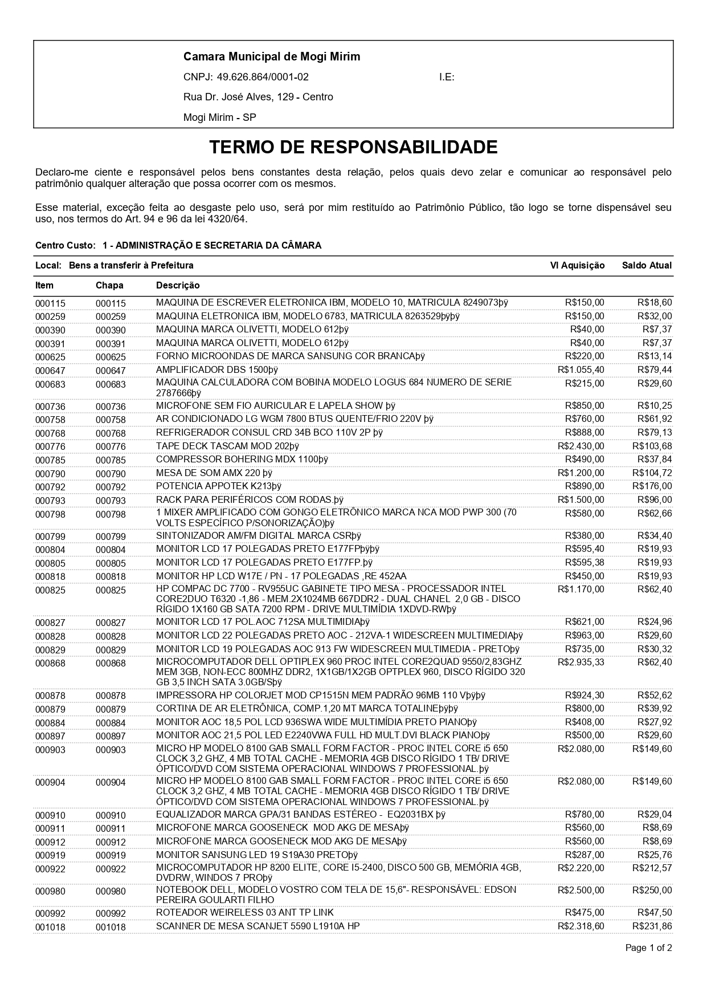 Camara Municipal de Mogi Mirim
CNPJ: 49.626.864/0001-02 I.E:
Rua Dr. José Alves, 129 - Centro
Mogi Mirim - SP
TERMO DE RESPONSABILIDADE
Declaro-me ciente e responsável pelos bens constantes desta relação, pelos quais devo zelar e comunicar ao responsável pelo
patrimônio qualquer alteração que possa ocorrer com os mesmos.
Esse material, exceção feita ao desgaste pelo uso, será por mim restituído ao Patrimônio Público, tão logo se torne dispensável seu
uso, nos termos do Art. 94 e 96 da lei 4320/64.
Centro Custo: 1 - ADMINISTRAÇÃO E SECRETARIA DA CÂMARA
Local: Bens a transferir à Prefeitura Vl Aquisição Saldo Atual
Item Chapa Descrição
000115 000115 MAQUINA DE ESCREVER ELETRONICA IBM, MODELO 10, MATRICULA 8249073þÿ R$150,00 R$18,60
000259 000259 MAQUINA ELETRONICA IBM, MODELO 6783, MATRICULA 8263529þÿþÿ R$150,00 R$32,00
000390 000390 MAQUINA MARCA OLIVETTI, MODELO 612þÿ R$40,00 R$7,37
000391 000391 MAQUINA MARCA OLIVETTI, MODELO 612þÿ R$40,00 R$7,37
000625 000625 FORNO MICROONDAS DE MARCA SANSUNG COR BRANCAþÿ R$220,00 R$13,14
000647 000647 AMPLIFICADOR DBS 1500þÿ R$1.055,40 R$79,44
000683 000683 MAQUINA CALCULADORA COM BOBINA MODELO LOGUS 684 NUMERO DE SERIE R$215,00 R$29,60
2787666þÿ
000736 000736 MICROFONE SEM FIO AURICULAR E LAPELA SHOW þÿ R$850,00 R$10,25
000758 000758 AR CONDICIONADO LG WGM 7800 BTUS QUENTE/FRIO 220V þÿ R$760,00 R$61,92
000768 000768 REFRIGERADOR CONSUL CRD 34B BCO 110V 2P þÿ R$888,00 R$79,13
000776 000776 TAPE DECK TASCAM MOD 202þÿ R$2.430,00 R$103,68
000785 000785 COMPRESSOR BOHERING MDX 1100þÿ R$490,00 R$37,84
000790 000790 MESA DE SOM AMX 220 þÿ R$1.200,00 R$104,72
000792 000792 POTENCIA APPOTEK K213þÿ R$890,00 R$176,00
000793 000793 RACK PARA PERIFÉRICOS COM RODAS.þÿ R$1.500,00 R$96,00
000798 000798 1 MIXER AMPLIFICADO COM GONGO ELETRÔNICO MARCA NCA MOD PWP 300 (70 R$580,00 R$62,66
VOLTS ESPECÍFICO P/SONORIZAÇÃO)þÿ
000799 000799 SINTONIZADOR AM/FM DIGITAL MARCA CSRþÿ R$380,00 R$34,40
000804 000804 MONITOR LCD 17 POLEGADAS PRETO E177FPþÿþÿ R$595,40 R$19,93
000805 000805 MONITOR LCD 17 POLEGADAS PRETO E177FP.þÿ R$595,38 R$19,93
000818 000818 MONITOR HP LCD W17E / PN - 17 POLEGADAS ,RE 452AA R$450,00 R$19,93
000825 000825 HP COMPAC DC 7700 - RV955UC GABINETE TIPO MESA - PROCESSADOR INTEL R$1.170,00 R$62,40
CORE2DUO T6320 -1,86 - MEM.2X1024MB 667DDR2 - DUAL CHANEL 2,0 GB - DISCO
RÍGIDO 1X160 GB SATA 7200 RPM - DRIVE MULTIMÍDIA 1XDVD-RWþÿ
000827 000827 MONITOR LCD 17 POL.AOC 712SA MULTIMIDIAþÿ R$621,00 R$24,96
000828 000828 MONITOR LCD 22 POLEGADAS PRETO AOC - 212VA-1 WIDESCREEN MULTIMEDIAþÿ R$963,00 R$29,60
000829 000829 MONITOR LCD 19 POLEGADAS AOC 913 FW WIDESCREEN MULTIMEDIA - PRETOþÿ R$735,00 R$30,32
000868 000868 MICROCOMPUTADOR DELL OPTIPLEX 960 PROC INTEL CORE2QUAD 9550/2,83GHZ R$2.935,33 R$62,40
MEM 3GB, NON-ECC 800MHZ DDR2, 1X1GB/1X2GB OPTPLEX 960, DISCO RÍGIDO 320
GB 3,5 INCH SATA 3.0GB/Sþÿ
000878 000878 IMPRESSORA HP COLORJET MOD CP1515N MEM PADRÃO 96MB 110 Vþÿþÿ R$924,30 R$52,62
000879 000879 CORTINA DE AR ELETRÔNICA, COMP.1,20 MT MARCA TOTALINEþÿþÿ R$800,00 R$39,92
000884 000884 MONITOR AOC 18,5 POL LCD 936SWA WIDE MULTIMÍDIA PRETO PIANOþÿ R$408,00 R$27,92
000897 000897 MONITOR AOC 21,5 POL LED E2240VWA FULL HD MULT.DVI BLACK PIANOþÿ R$500,00 R$29,60
000903 000903 MICRO HP MODELO 8100 GAB SMALL FORM FACTOR - PROC INTEL CORE i5 650 R$2.080,00 R$149,60
CLOCK 3,2 GHZ, 4 MB TOTAL CACHE - MEMORIA 4GB DISCO RÍGIDO 1 TB/ DRIVE
ÓPTICO/DVD COM SISTEMA OPERACIONAL WINDOWS 7 PROFESSIONAL.þÿ
000904 000904 MICRO HP MODELO 8100 GAB SMALL FORM FACTOR - PROC INTEL CORE i5 650 R$2.080,00 R$149,60
CLOCK 3,2 GHZ, 4 MB TOTAL CACHE - MEMORIA 4GB DISCO RÍGIDO 1 TB/ DRIVE
ÓPTICO/DVD COM SISTEMA OPERACIONAL WINDOWS 7 PROFESSIONAL.þÿ
000910 000910 EQUALIZADOR MARCA GPA/31 BANDAS ESTÉREO - EQ2031BX þÿ R$780,00 R$29,04
000911 000911 MICROFONE MARCA GOOSENECK MOD AKG DE MESAþÿ R$560,00 R$8,69
000912 000912 MICROFONE MARCA GOOSENECK MOD AKG DE MESAþÿ R$560,00 R$8,69
000919 000919 MONITOR SANSUNG LED 19 S19A30 PRETOþÿ R$287,00 R$25,76
000922 000922 MICROCOMPUTADOR HP 8200 ELITE, CORE I5-2400, DISCO 500 GB, MEMÓRIA 4GB, R$2.220,00 R$212,57
DVDRW, WINDOS 7 PROþÿ
000980 000980 NOTEBOOK DELL, MODELO VOSTRO COM TELA DE 15,6"- RESPONSÁVEL: EDSON R$2.500,00 R$250,00
PEREIRA GOULARTI FILHO
000992 000992 ROTEADOR WEIRELESS 03 ANT TP LINK R$475,00 R$47,50
001018 001018 SCANNER DE MESA SCANJET 5590 L1910A HP R$2.318,60 R$231,86
Page 1 of 2